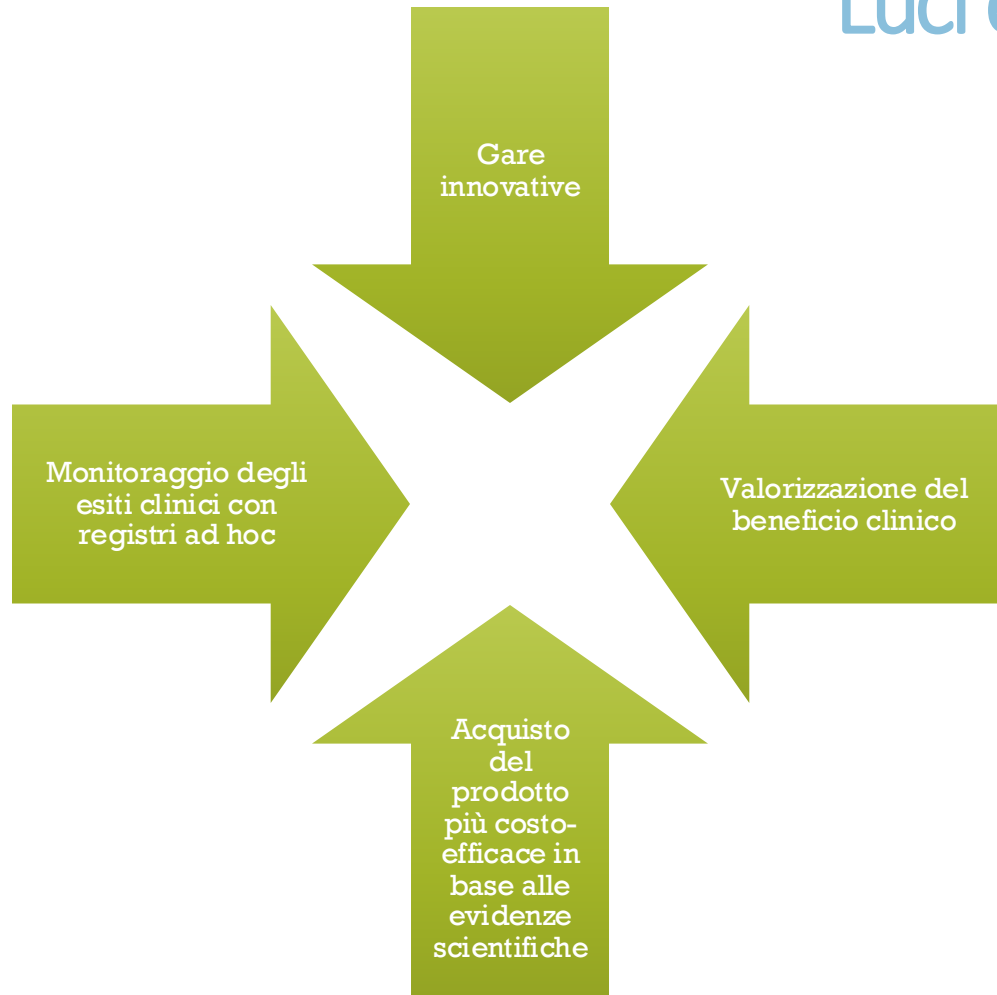 Luci
Gare
innovative
Monitoraggio degli
esiti clinici con
registri ad hoc
Valorizzazione del
beneficio clinico
Acquisto
del
prodotto
più costo-
efficace in
base alle
evidenze
scientifiche